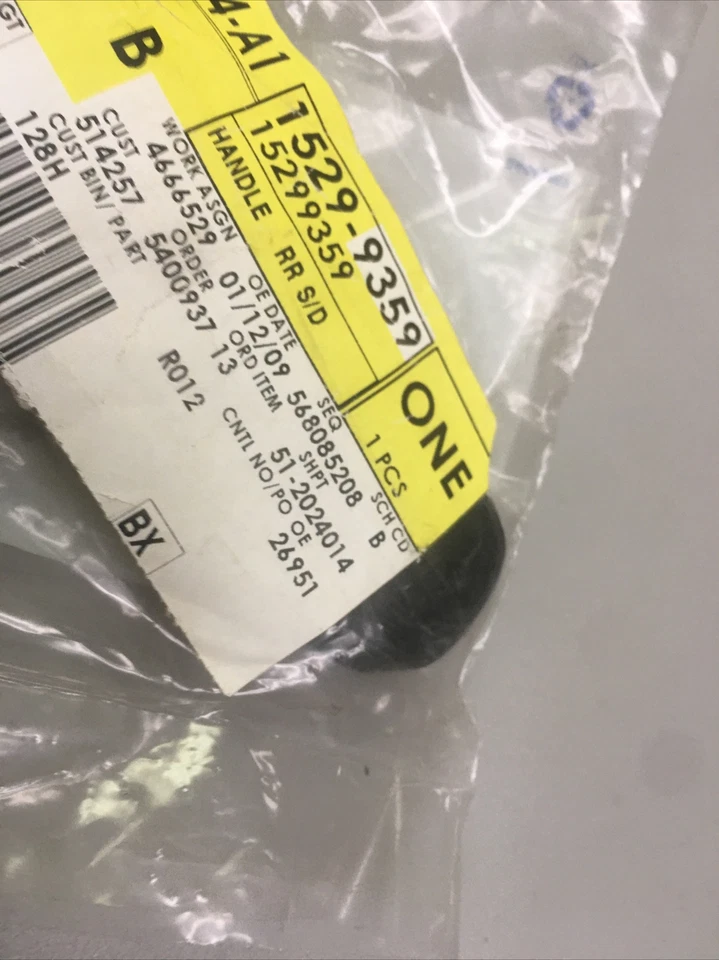 GT
4-A1
B
1529-9359
ONE
15299359
1 PCS
HANDLE RR S/D
SCH CD
B
WORK ASGN
4666529
OE DATE
01/12/09
SEQ
568085208
CUST
514257
ORDER
5400937
ORD ITEM
13
SHPT
51-2024014
CUST BIN/PART
128H
R012
CNTL NO/PO OE
26951
BX